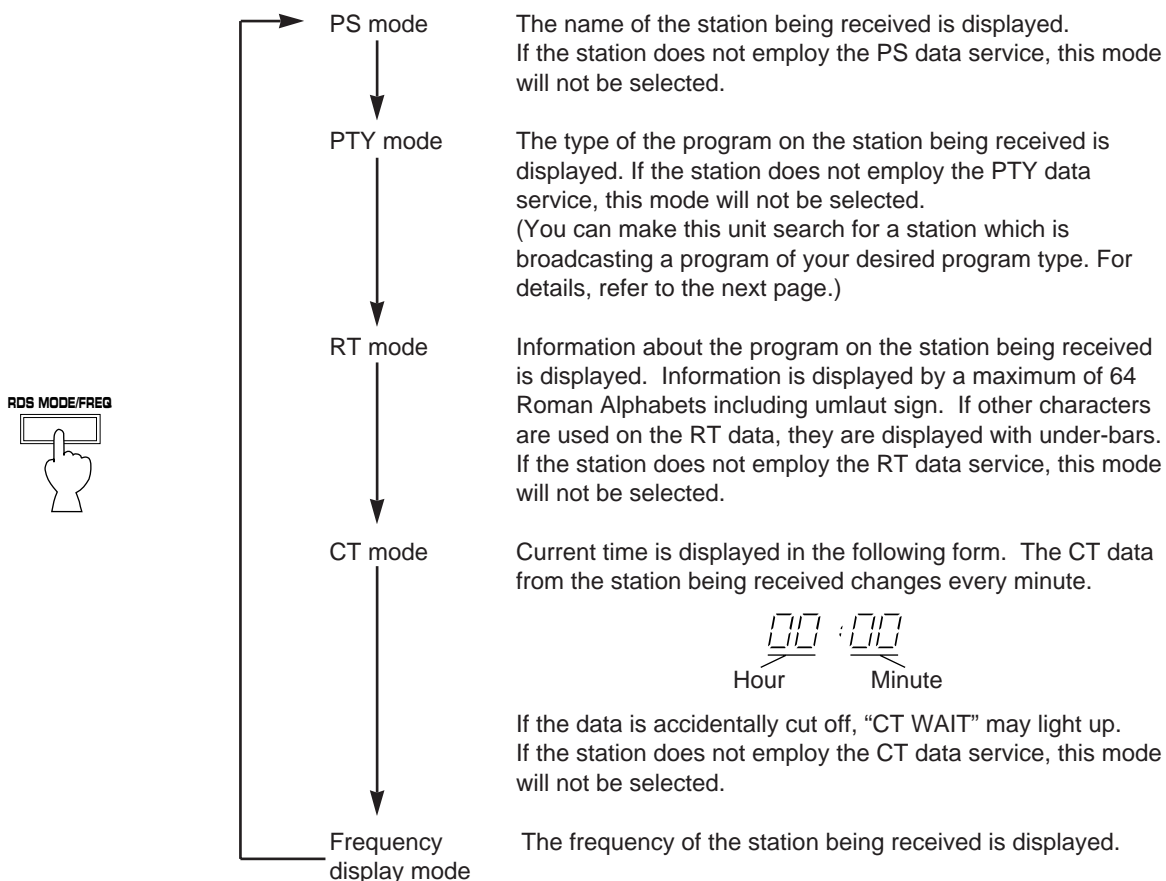 PS mode
The name of the station being received is displayed.
If the station does not employ the PS data service, this mode
will not be selected.
PTY mode
The type of the program on the station being received is
displayed. If the station does not employ the PTY data
service, this mode will not be selected.
(You can make this unit search for a station which is
broadcasting a program of your desired program type. For
details, refer to the next page.)
RT mode
Information about the program on the station being received
is displayed. Information is displayed by a maximum of 64
Roman Alphabets including umlaut sign. If other characters
are used on the RT data, they are displayed with under-bars.
If the station does not employ the RT data service, this mode
will not be selected.
RDS MODE/FREQ
CT mode
Current time is displayed in the following form. The CT data
from the station being received changes every minute.
00:00
Hour Minute
If the data is accidentally cut off, “CT WAIT” may light up.
If the station does not employ the CT data service, this mode
will not be selected.
Frequency
display mode
The frequency of the station being received is displayed.